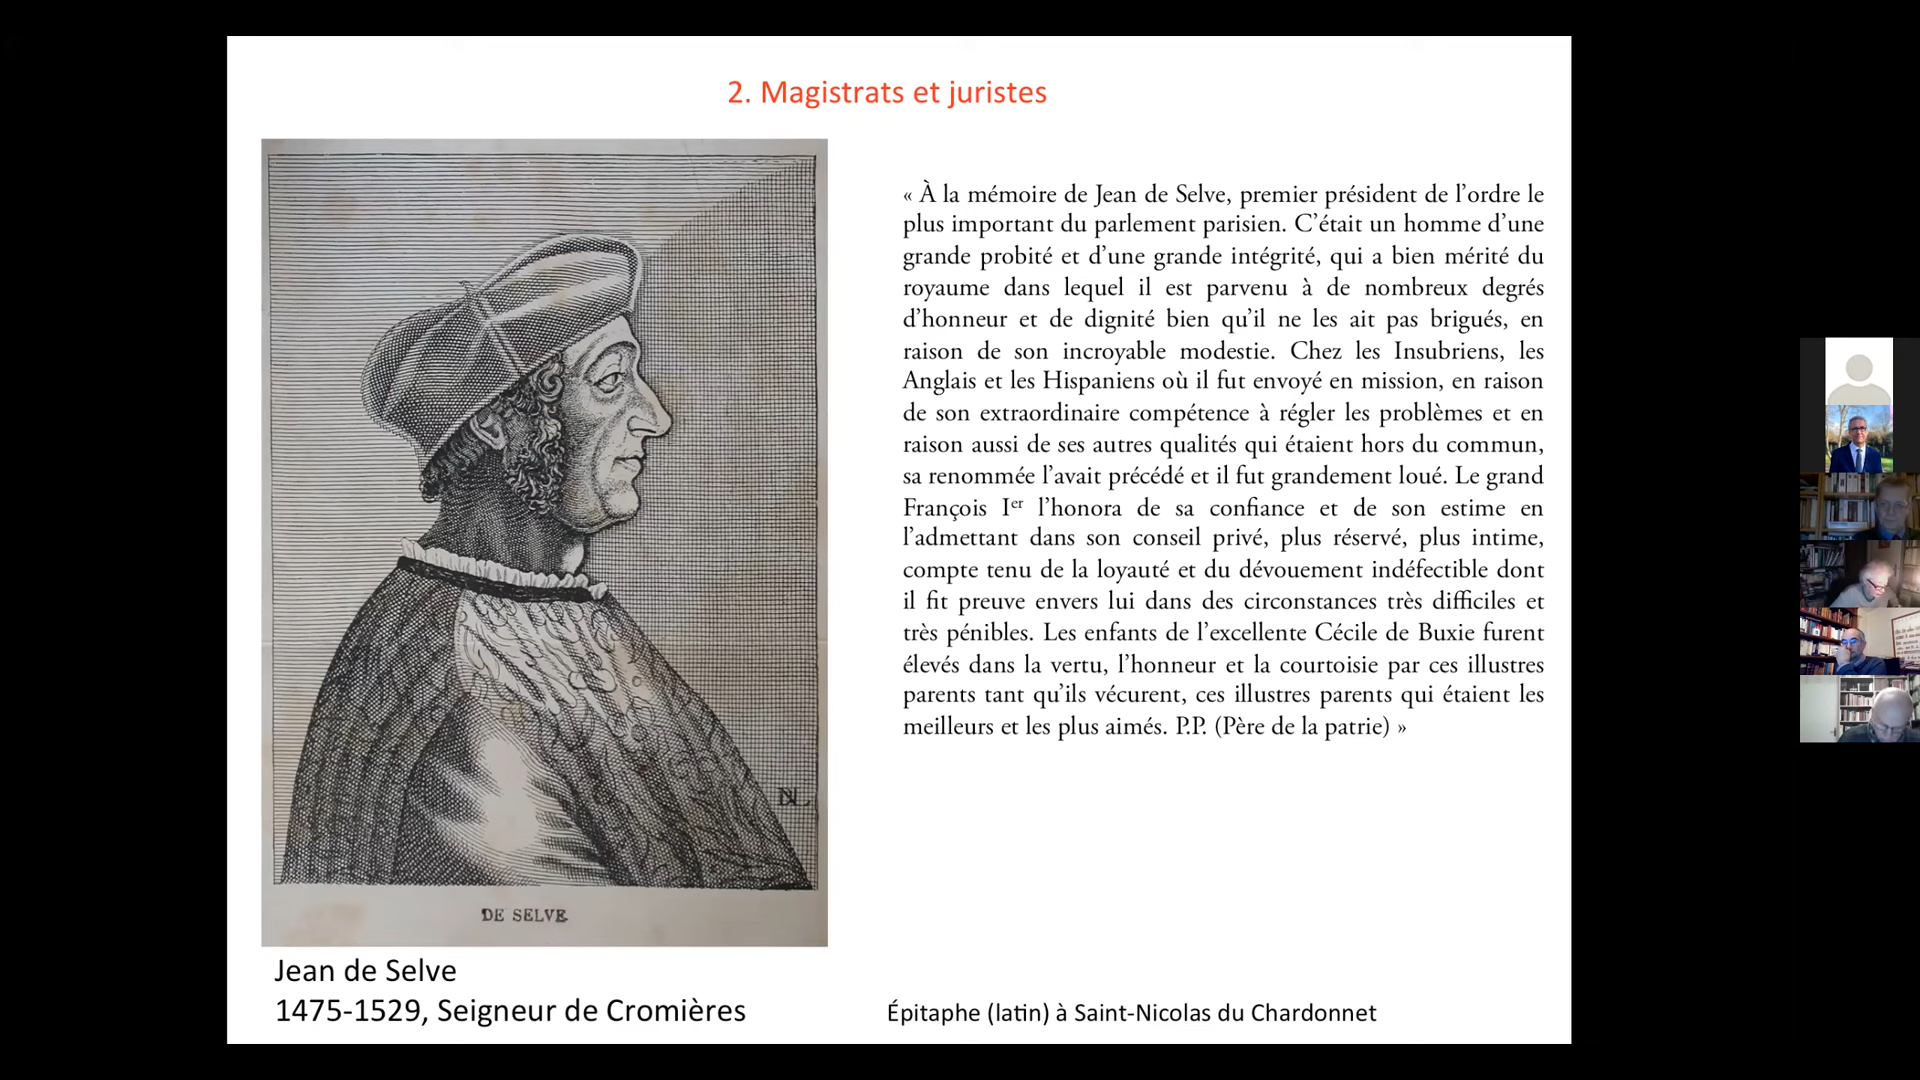 2. Magistrats et juristes
« À la mémoire de Jean de Selve, premier président de l’ordre le
plus important du parlement parisien. C’était un homme d’une
grande probité et d’une grande intégrité, qui a bien mérité du
royaume dans lequel il est parvenu à de nombreux degrés
d’honneur et de dignité bien qu’il ne les ait pas brigués, en
raison de son incroyable modestie. Chez les Insubriens, les
Anglais et les Hispaniens où il fut envoyé en mission, en raison
de son extraordinaire compétence à régler les problèmes et en
raison aussi de ses autres qualités qui étaient hors du commun,
sa renommée l’avait précédé et il fut grandement loué. Le grand
François Ier l’honora de sa confiance et de son estime en
l’admettant dans son conseil privé, plus réservé, plus intime,
compte tenu de la loyauté et du dévouement indéfectible dont
il fit preuve envers lui dans des circonstances très difficiles et
très pénibles. Les enfants de l’excellente Cécile de Buxie furent
élevés dans la vertu, l’honneur et la courtoisie par ces illustres
parents tant qu’ils vécurent, ces illustres parents qui étaient les
meilleurs et les plus aimés. P.P. (Père de la patrie) »
DE SELVE
Jean de Selve
1475-1529, Seigneur de Cromières
Épitaphe (latin) à Saint-Nicolas du Chardonnet